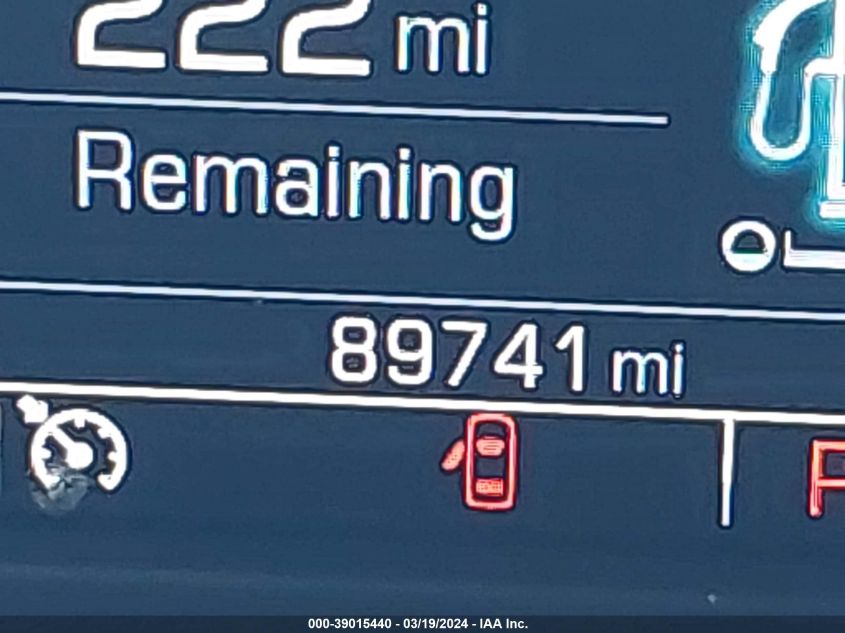 222 mi
Remaining
89741 mi
000-39015440 - 03/19/2024 - IAA Inc.